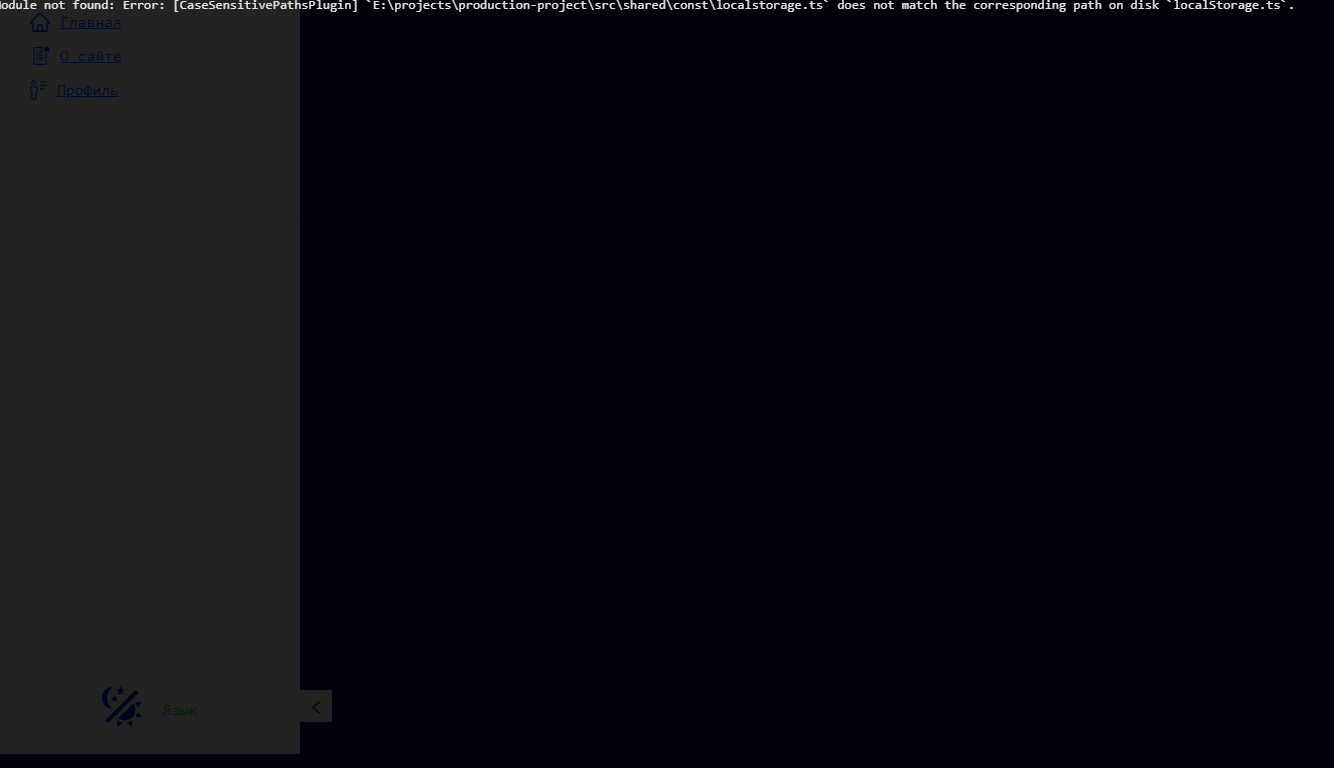 Module not found: Error: [CaseSensitivePathsPlugin] `E:\projects\production-project\src\shared\const\localstorage.ts` does not match the corresponding path on disk `localStorage.ts`.
Главная
О сайте
Профиль
Язык